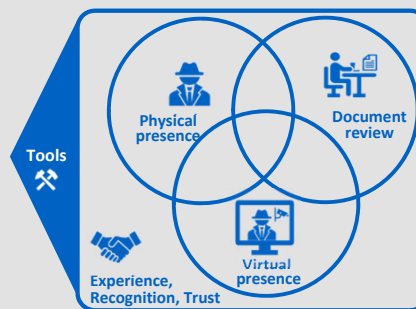 Physical
presence
Document
review
Tools
Virtual
presence
Experience,
Recognition, Trust